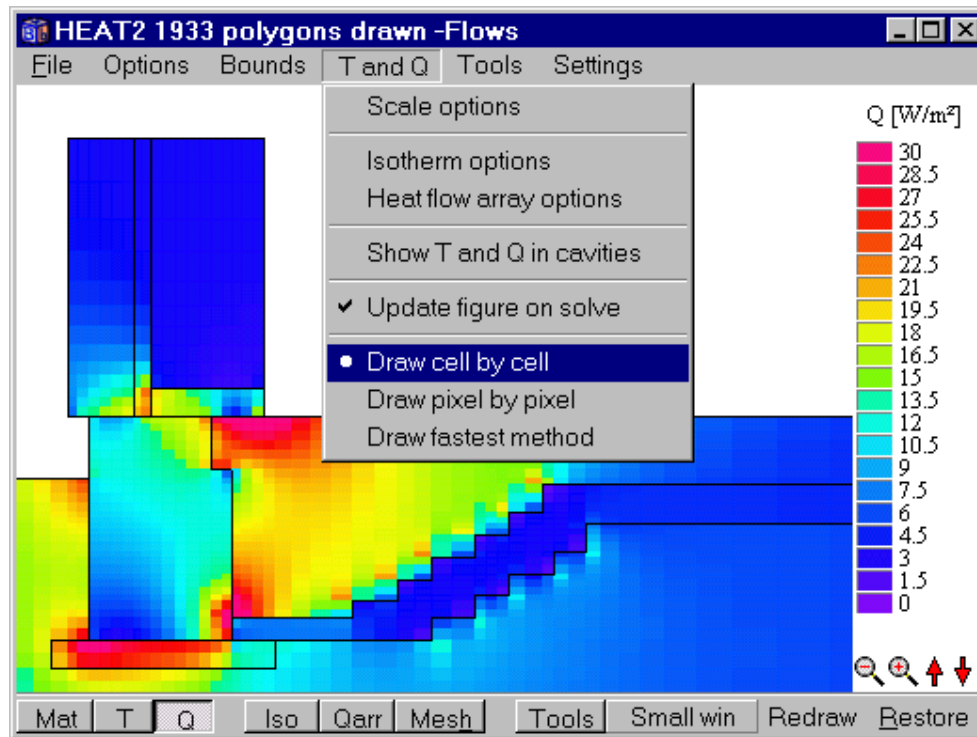 HEAT2 1933 polygons drawn -Flows
File Options Bounds T and Q Tools Settings
Scale options
Isotherm options
Heat flow array options
Show T and Q in cavities
Update figure on solve
Draw cell by cell
Draw pixel by pixel
Draw fastest method
Q [W/m²]
30
28.5
27
25.5
24
22.5
21
19.5
18
16.5
15
13.5
12
10.5
9
7.5
6
4.5
3
1.5
0
Mat T Q Iso Qarr Mesh Tools Small win Redraw Restore